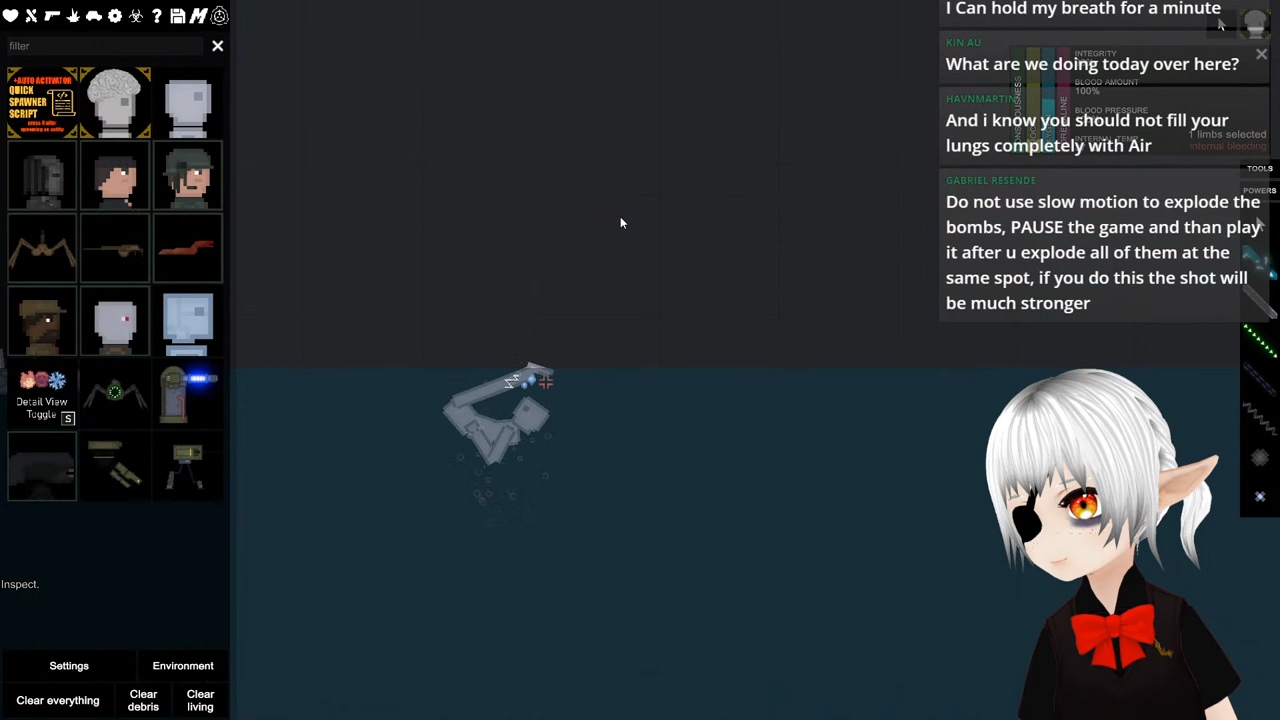 filter
+AUTO ACTIVATOR
QUICK
SPAWNER
SCRIPT
Detail View
Toggle
S
Inspect.
Settings
Environment
Clear everything
Clear
debris
Clear
living
I Can hold my breath for a minute
KIN AU
What are we doing today over here?
HAVNMARTIN
And i know you should not fill your
lungs completely with Air
GABRIEL RESENDE
Do not use slow motion to explode the
bombs, PAUSE the game and than play
it after u explode all of them at the
same spot, if you do this the shot will
be much stronger
INTEGRITY
BLOOD AMOUNT
100%
BLOOD PRESSURE
1 limbs selected
internal bleeding
TOOLS
POWERS